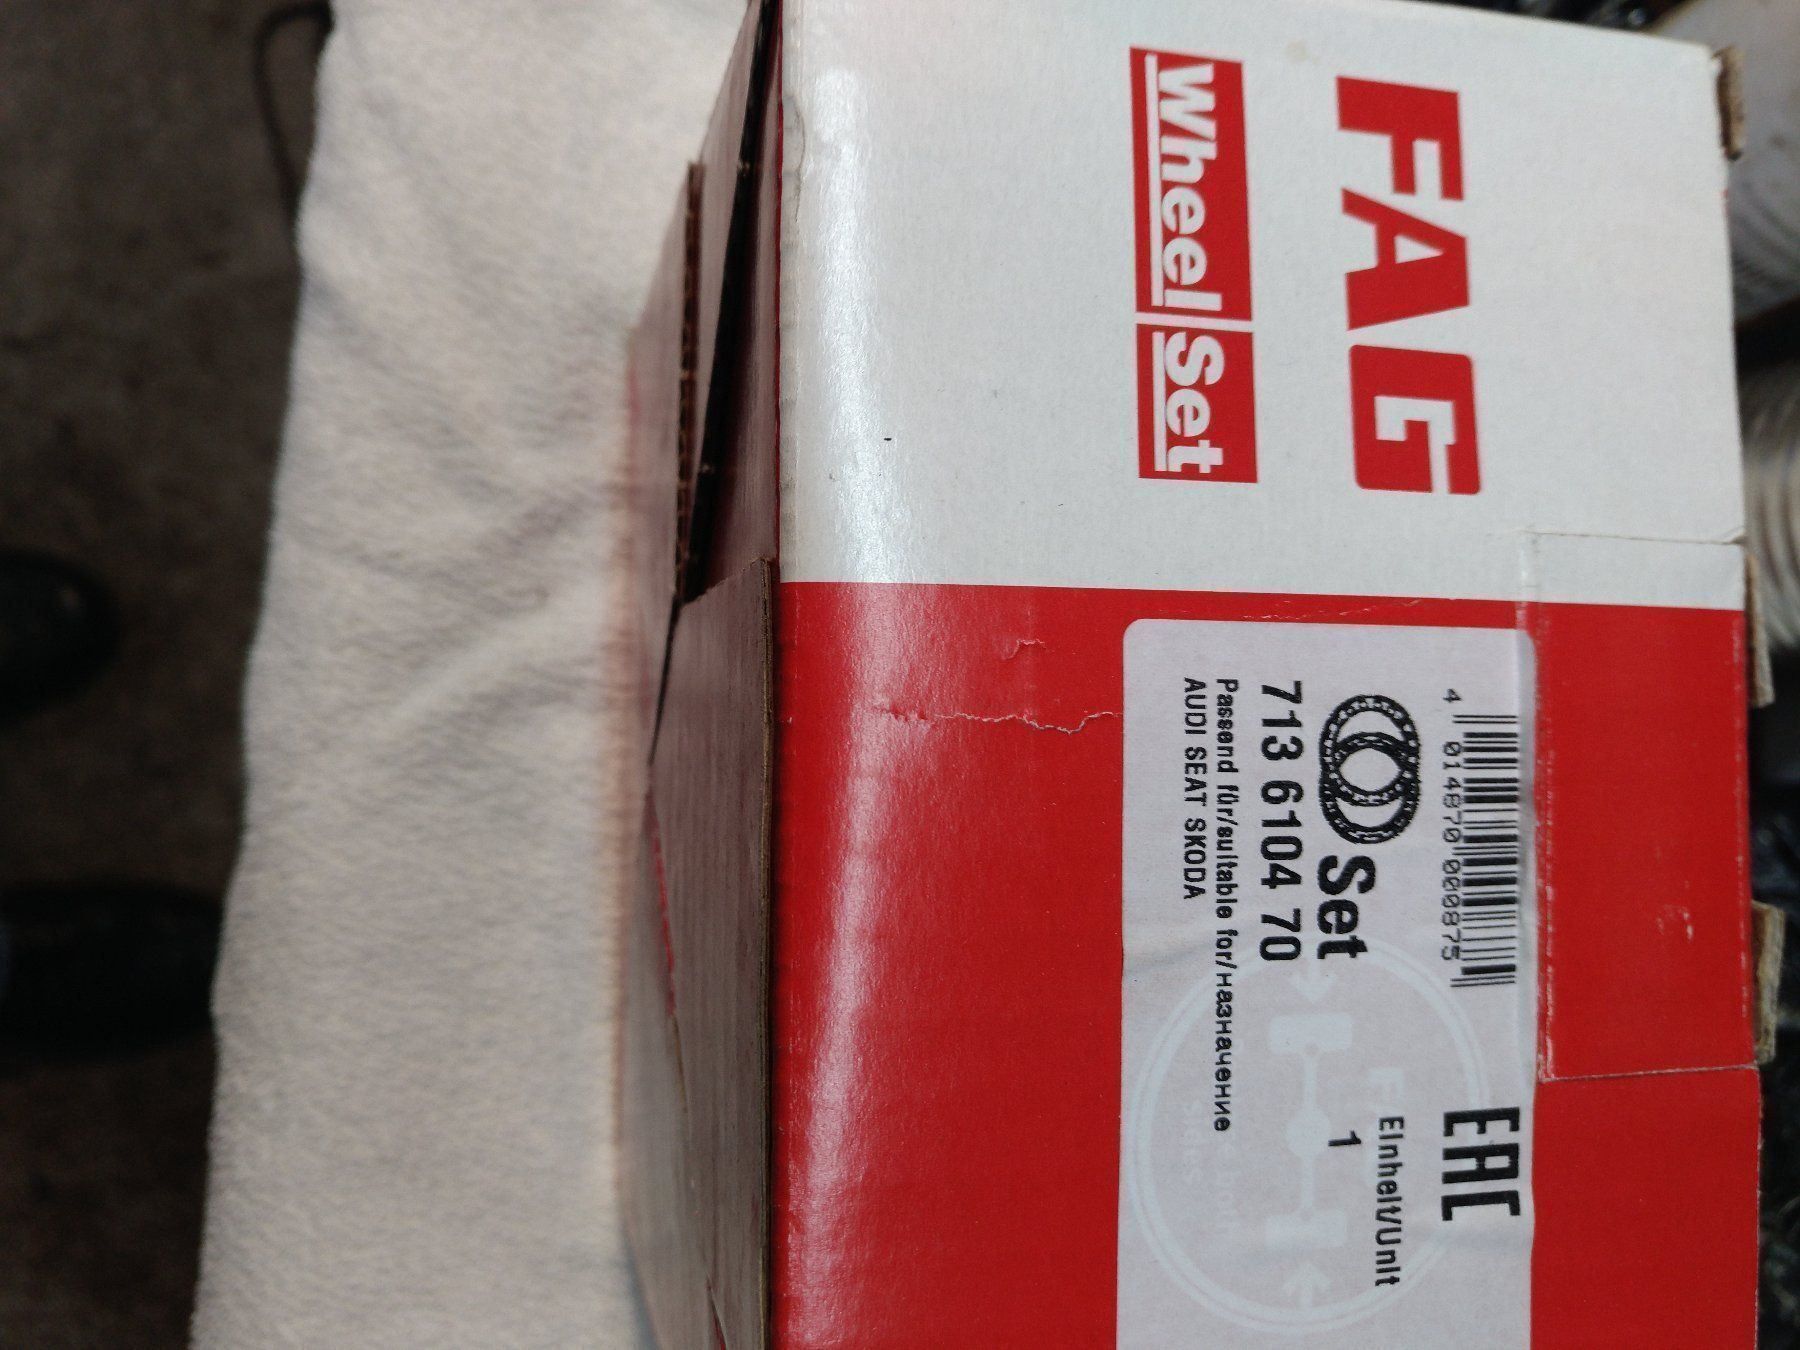 FAG
Wheel Set
4 014870 000875
EAC
Set
Einheit/Unit
1
713 6104 70
Passend für/suitable for/назначение
AUDI SEAT SKODA